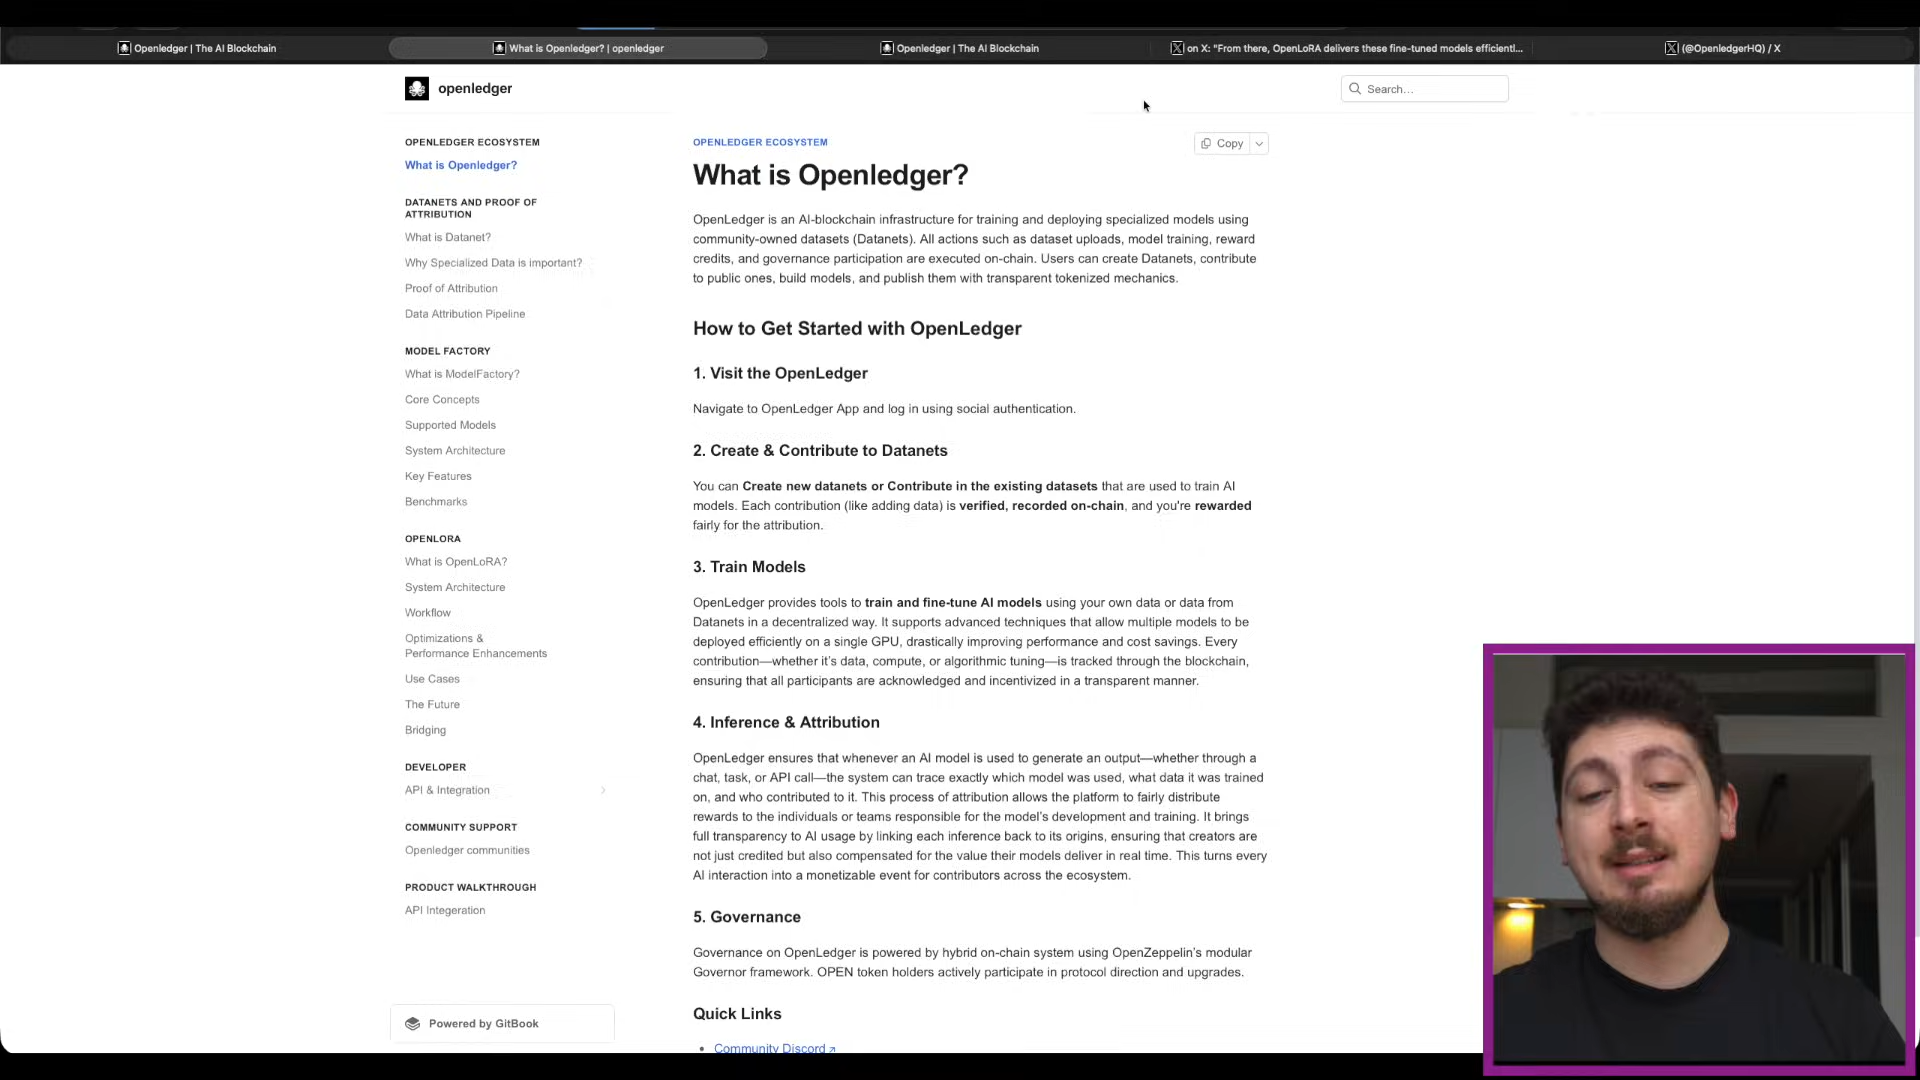 Openledger | The AI Blockchain
What is Openledger? | openledger
Openledger | The AI Blockchain
on X: "From there, OpenLoRA delivers these fine-tuned models efficientl...
(@OpenledgerHQ) / X
openledger
Search...
OPENLEDGER ECOSYSTEM
What is Openledger?
DATANETS AND PROOF OF
ATTRIBUTION
What is Datanet?
Why Specialized Data is important?
Proof of Attribution
Data Attribution Pipeline
MODEL FACTORY
What is ModelFactory?
Core Concepts
Supported Models
System Architecture
Key Features
Benchmarks
OPENLORA
What is OpenLoRA?
System Architecture
Workflow
Optimizations &
Performance Enhancements
Use Cases
The Future
Bridging
DEVELOPER
API & Integration
COMMUNITY SUPPORT
Openledger communities
PRODUCT WALKTHROUGH
API Integeration
Powered by GitBook
OPENLEDGER ECOSYSTEM
Copy
What is Openledger?
OpenLedger is an AI-blockchain infrastructure for training and deploying specialized models using
community-owned datasets (Datanets). All actions such as dataset uploads, model training, reward
credits, and governance participation are executed on-chain. Users can create Datanets, contribute
to public ones, build models, and publish them with transparent tokenized mechanics.
How to Get Started with OpenLedger
1. Visit the OpenLedger
Navigate to OpenLedger App and log in using social authentication.
2. Create & Contribute to Datanets
You can Create new datanets or Contribute in the existing datasets that are used to train AI
models. Each contribution (like adding data) is verified, recorded on-chain, and you're rewarded
fairly for the attribution.
3. Train Models
OpenLedger provides tools to train and fine-tune AI models using your own data or data from
Datanets in a decentralized way. It supports advanced techniques that allow multiple models to be
deployed efficiently on a single GPU, drastically improving performance and cost savings. Every
contribution—whether it's data, compute, or algorithmic tuning—is tracked through the blockchain,
ensuring that all participants are acknowledged and incentivized in a transparent manner.
4. Inference & Attribution
OpenLedger ensures that whenever an AI model is used to generate an output—whether through a
chat, task, or API call—the system can trace exactly which model was used, what data it was trained
on, and who contributed to it. This process of attribution allows the platform to fairly distribute
rewards to the individuals or teams responsible for the model's development and training. It brings
full transparency to AI usage by linking each inference back to its origins, ensuring that creators are
not just credited but also compensated for the value their models deliver in real time. This turns every
AI interaction into a monetizable event for contributors across the ecosystem.
5. Governance
Governance on OpenLedger is powered by hybrid on-chain system using OpenZeppelin's modular
Governor framework. OPEN token holders actively participate in protocol direction and upgrades.
Quick Links
• Community Discord